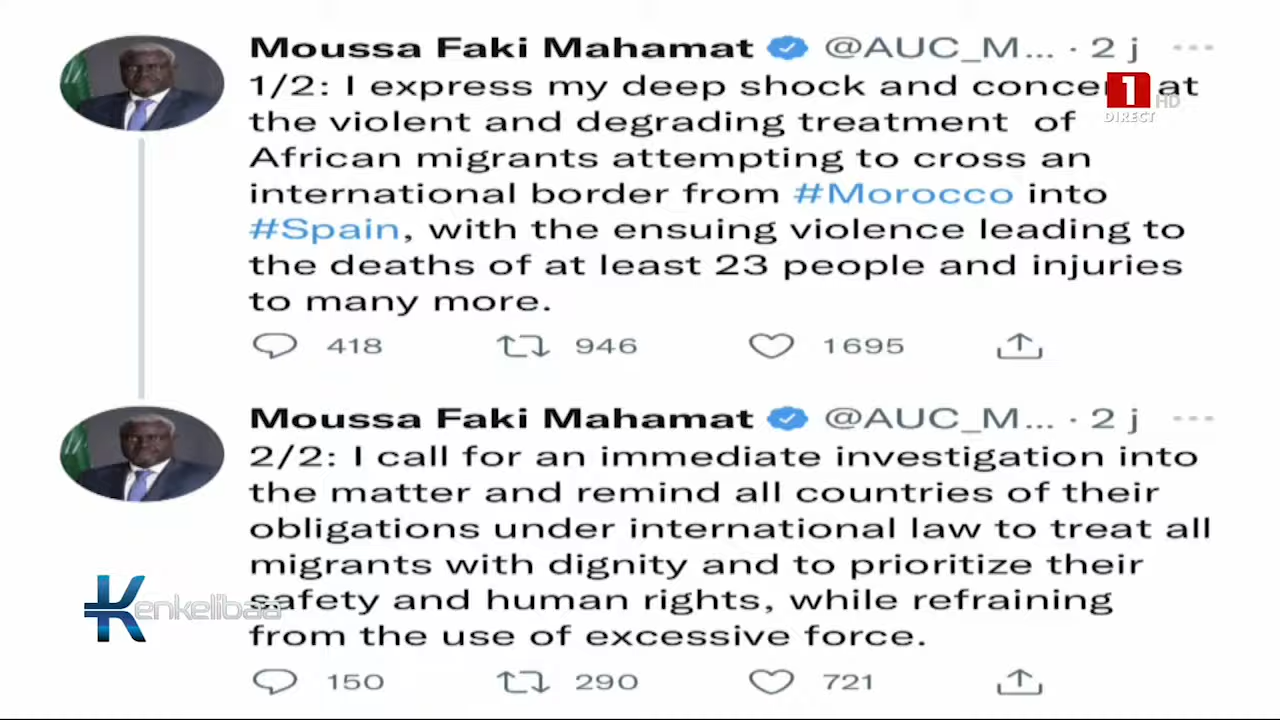 Moussa Faki Mahamat @AUC_M... · 2 j ...
1/2: I express my deep shock and concern at
the violent and degrading treatment of
African migrants attempting to cross an
international border from #Morocco into
#Spain, with the ensuing violence leading to
the deaths of at least 23 people and injuries
to many more.
418 946 1695
Moussa Faki Mahamat @AUC_M... · 2 j ...
2/2: I call for an immediate investigation into
the matter and remind all countries of their
obligations under international law to treat all
migrants with dignity and to prioritize their
safety and human rights, while refraining
from the use of excessive force.
150 290 721
1 HD
DIRECT
Kenkelibaa